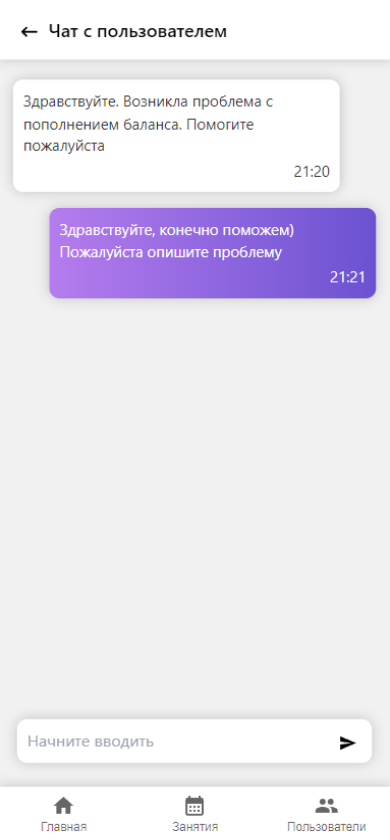 Чат с пользователем
Здравствуйте. Возникла проблема с
пополнением баланса. Помогите
пожалуйста
21:20
Здравствуйте, конечно поможем)
Пожалуйста опишите проблему
21:21
Начните вводить
Главная
Занятия
Пользователи